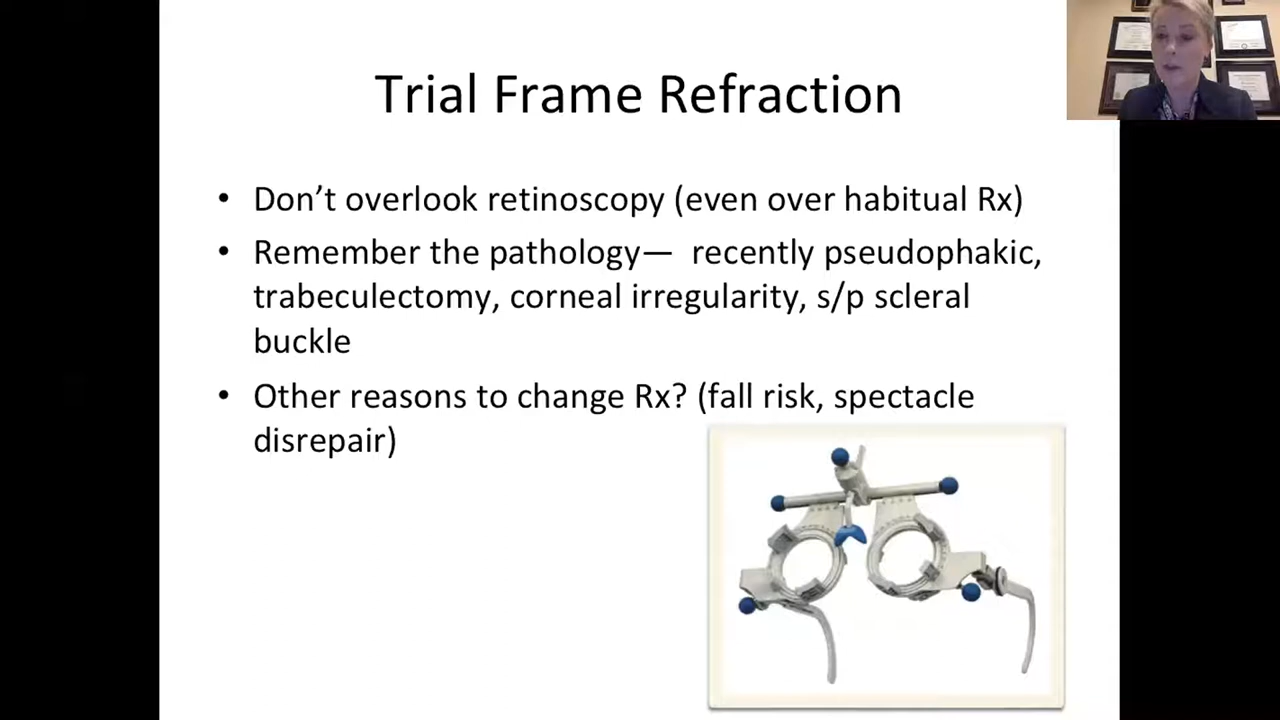 Trial Frame Refraction
• Don’t overlook retinoscopy (even over habitual Rx)
• Remember the pathology— recently pseudophakic,
trabeculectomy, corneal irregularity, s/p scleral
buckle
• Other reasons to change Rx? (fall risk, spectacle
disrepair)